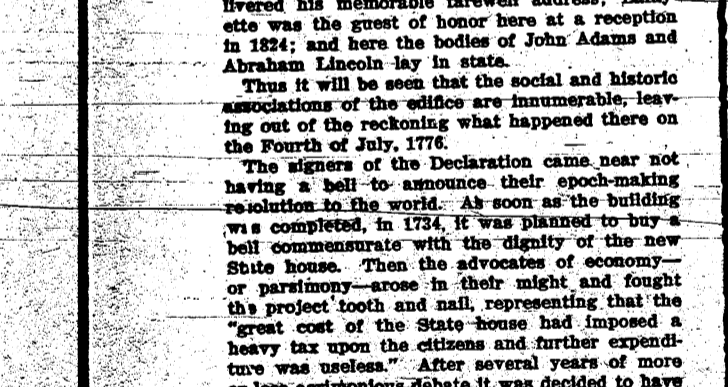 livered his memorable farewell address; Lafay-
ette was the guest of honor here at a reception
in 1824; and here the bodies of John Adams and
Abraham Lincoln lay in state.
Thus it will be seen that the social and historic
associations of the edifice are innumerable, leav-
ing out of the reckoning what happened there on
the Fourth of July, 1776.
The signers of the Declaration came near not
having a bell to announce their epoch-making
resolution to the world. As soon as the building
was completed, in 1734, it was planned to buy a
bell commensurate with the dignity of the new
State house. Then the advocates of economy—
or parsimony—arose in their might and fought
the project tooth and nail, representing that the
"great cost of the State house had imposed a
heavy tax upon the citizens and further expendi-
ture was useless." After several years of more
or less acrimonious debate it was decided to have